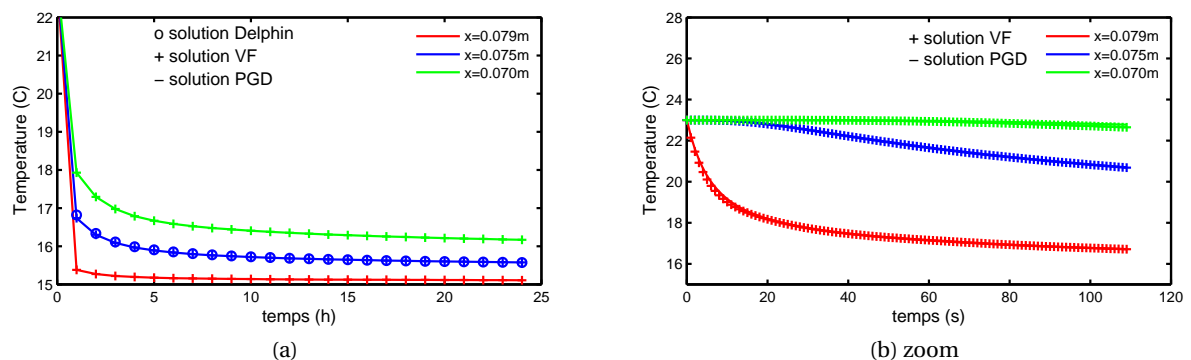 22
21
20
19
18
17
16
15
0
5
10
15
20
25
Temperature (C)
temps (h)
o solution Delphin
+ solution VF
– solution PGD
x=0.079m
x=0.075m
x=0.070m
(a)
28
26
24
22
20
18
16
0
20
40
60
80
100
120
Temperature (C)
temps (s)
+ solution VF
– solution PGD
x=0.079m
x=0.075m
x=0.070m
(b) zoom